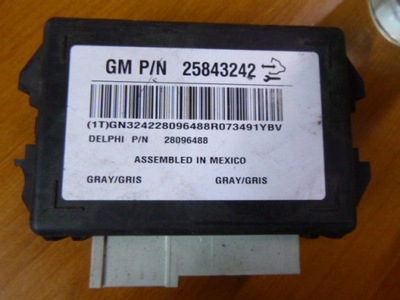 GM P/N 25843242
(1T)GN324228096488R073491YBV
DELPHI P/N 28096488
ASSEMBLED IN MEXICO
GRAY/GRIS GRAY/GRIS